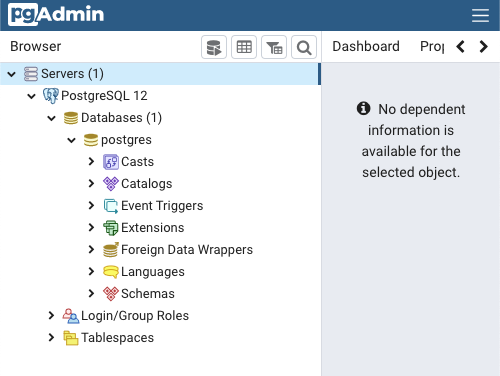 pgAdmin
Browser
Dashboard
Servers (1)
PostgreSQL 12
Databases (1)
postgres
Casts
Catalogs
Event Triggers
Extensions
Foreign Data Wrappers
Languages
Schemas
Login/Group Roles
Tablespaces
No dependent
information is
available for the
selected object.